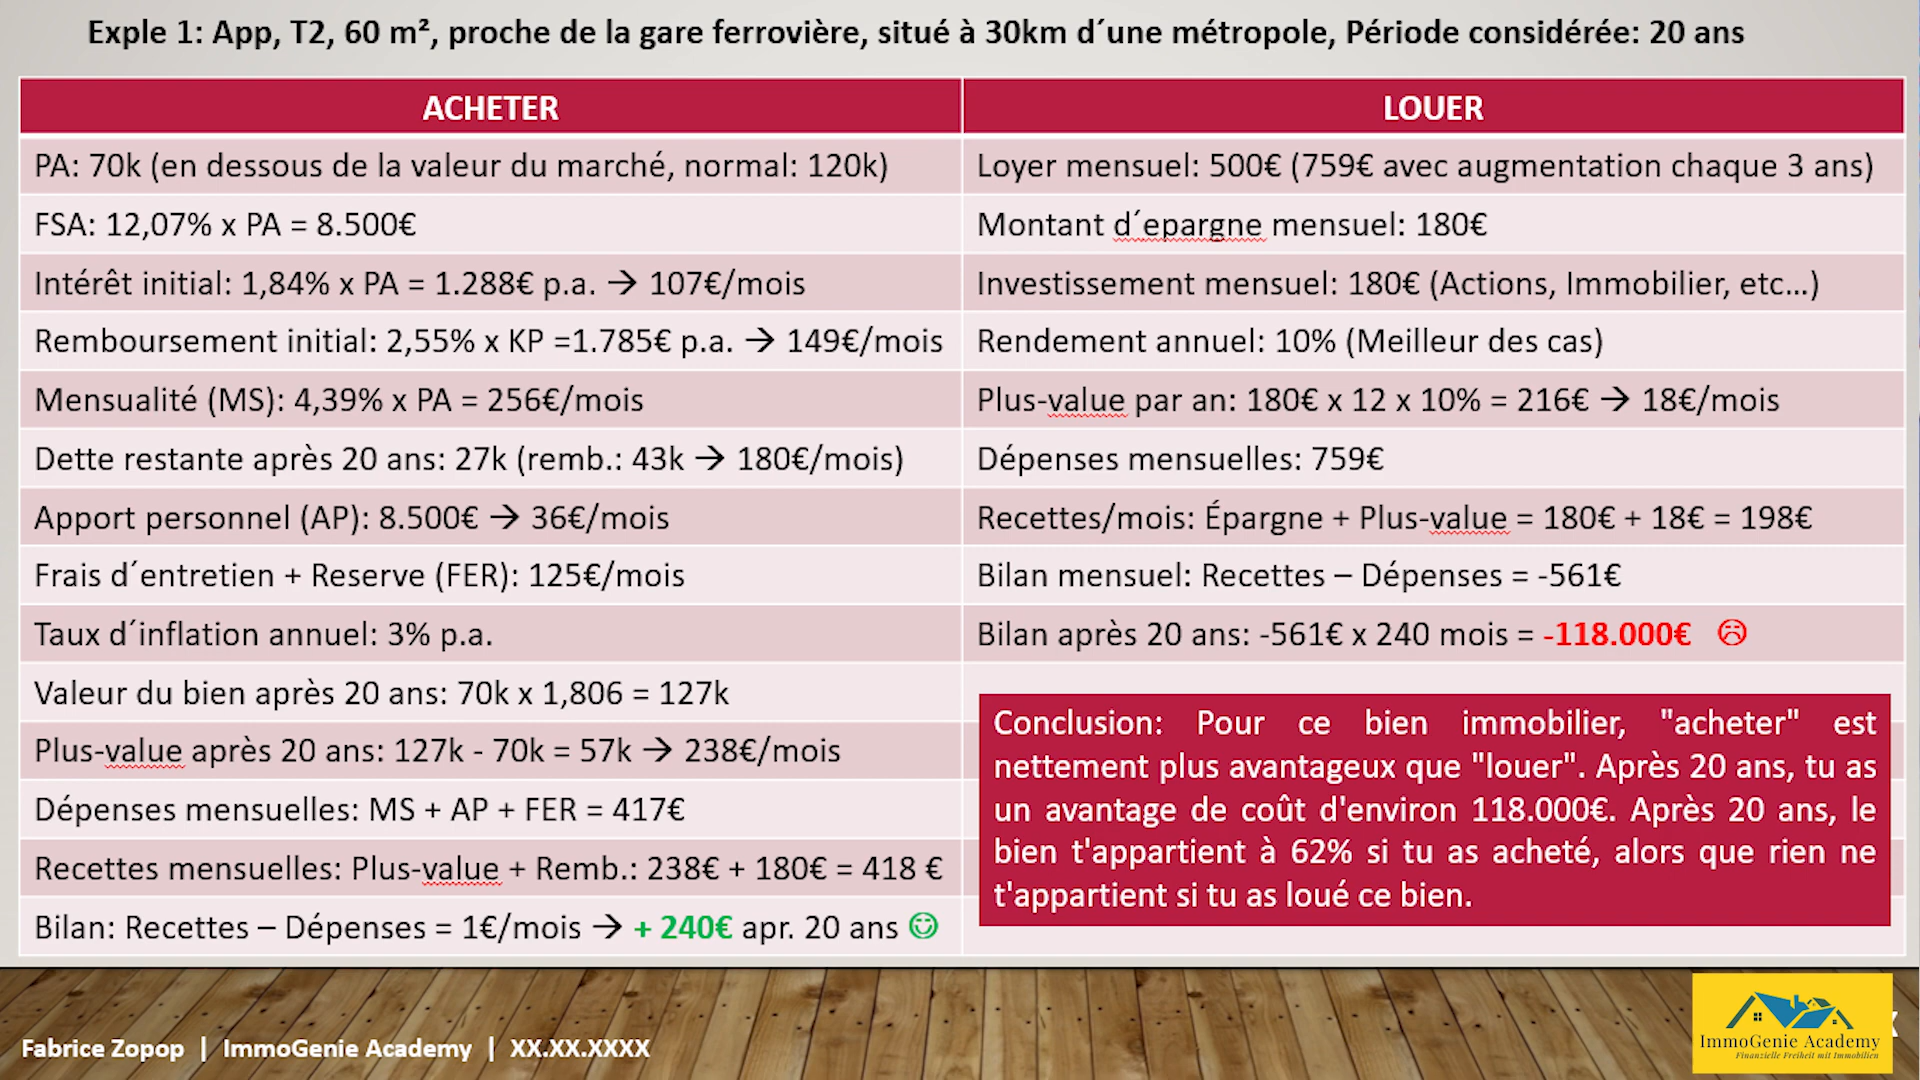 Exple 1: App, T2, 60 m², proche de la gare ferrovière, situé à 30km d´une métropole, Période considérée: 20 ans
ACHETER
PA: 70k (en dessous de la valeur du marché, normal: 120k)
FSA: 12,07% x PA = 8.500€
Intérêt initial: 1,84% x PA = 1.288€ p.a. → 107€/mois
Remboursement initial: 2,55% x KP =1.785€ p.a. → 149€/mois
Mensualité (MS): 4,39% x PA = 256€/mois
Dette restante après 20 ans: 27k (remb.: 43k → 180€/mois)
Apport personnel (AP): 8.500€ → 36€/mois
Frais d´entretien + Reserve (FER): 125€/mois
Taux d´inflation annuel: 3% p.a.
Valeur du bien après 20 ans: 70k x 1,806 = 127k
Plus-value après 20 ans: 127k - 70k = 57k → 238€/mois
Dépenses mensuelles: MS + AP + FER = 417€
Recettes mensuelles: Plus-value + Remb.: 238€ + 180€ = 418 €
Bilan: Recettes – Dépenses = 1€/mois → + 240€ apr. 20 ans ☺
LOUER
Loyer mensuel: 500€ (759€ avec augmentation chaque 3 ans)
Montant d´epargne mensuel: 180€
Investissement mensuel: 180€ (Actions, Immobilier, etc…)
Rendement annuel: 10% (Meilleur des cas)
Plus-value par an: 180€ x 12 x 10% = 216€ → 18€/mois
Dépenses mensuelles: 759€
Recettes/mois: Épargne + Plus-value = 180€ + 18€ = 198€
Bilan mensuel: Recettes – Dépenses = -561€
Bilan après 20 ans: -561€ x 240 mois = -118.000€ ☹
Conclusion: Pour ce bien immobilier, "acheter" est
nettement plus avantageux que "louer". Après 20 ans, tu as
un avantage de coût d'environ 118.000€. Après 20 ans, le
bien t'appartient à 62% si tu as acheté, alors que rien ne
t'appartient si tu as loué ce bien.
Fabrice Zopop | ImmoGenie Academy | XX.XX.XXXX
ImmoGenie Academy
Finanzielle Freiheit mit Immobilien